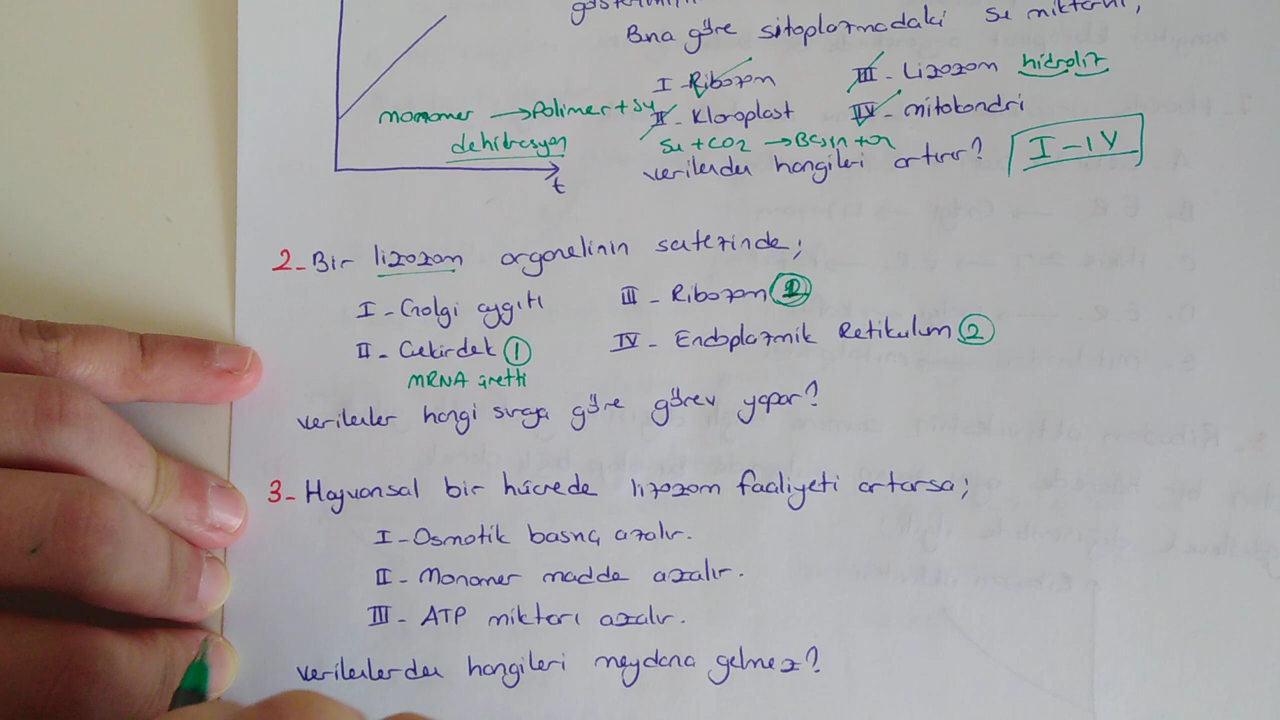 Buna göre sitoplazmadaki su miktarını,
I - Ribozom
III - Lizozom hidroliz
monomer → Polimer + su
II - Kloroplast
IV - mitokondri
dehidrasyon
su + CO2 → Besin + O2
verilerden hangileri artırır?
I - IV
t
2- Bir lizozom organelinin sentezinde;
I - Golgi aygıtı
III - Ribozom
II - Çekirdek 1
IV - Endoplazmik Retikulum 2
mRNA üretti
verilenler hangi sıraya göre görev yapar?
3- Hayvansal bir hücrede lizozom faaliyeti artarsa;
I - Osmotik basınç azalır.
II - Monomer madde azalır.
III - ATP miktarı azalır.
verilenlerden hangileri meydana gelmez?